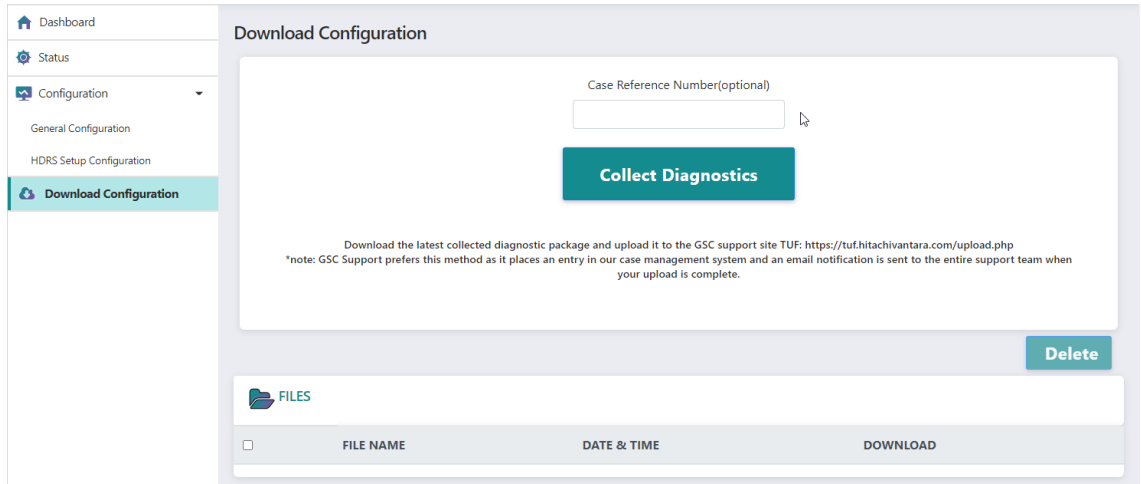 Dashboard
Status
Configuration
General Configuration
HDRS Setup Configuration
Download Configuration
Download Configuration
Case Reference Number(optional)
Collect Diagnostics
Download the latest collected diagnostic package and upload it to the GSC support site TUF: https://tuf.hitachivantara.com/upload.php
*note: GSC Support prefers this method as it places an entry in our case management system and an email notification is sent to the entire support team when
your upload is complete.
Delete
FILES
FILE NAME DATE & TIME DOWNLOAD